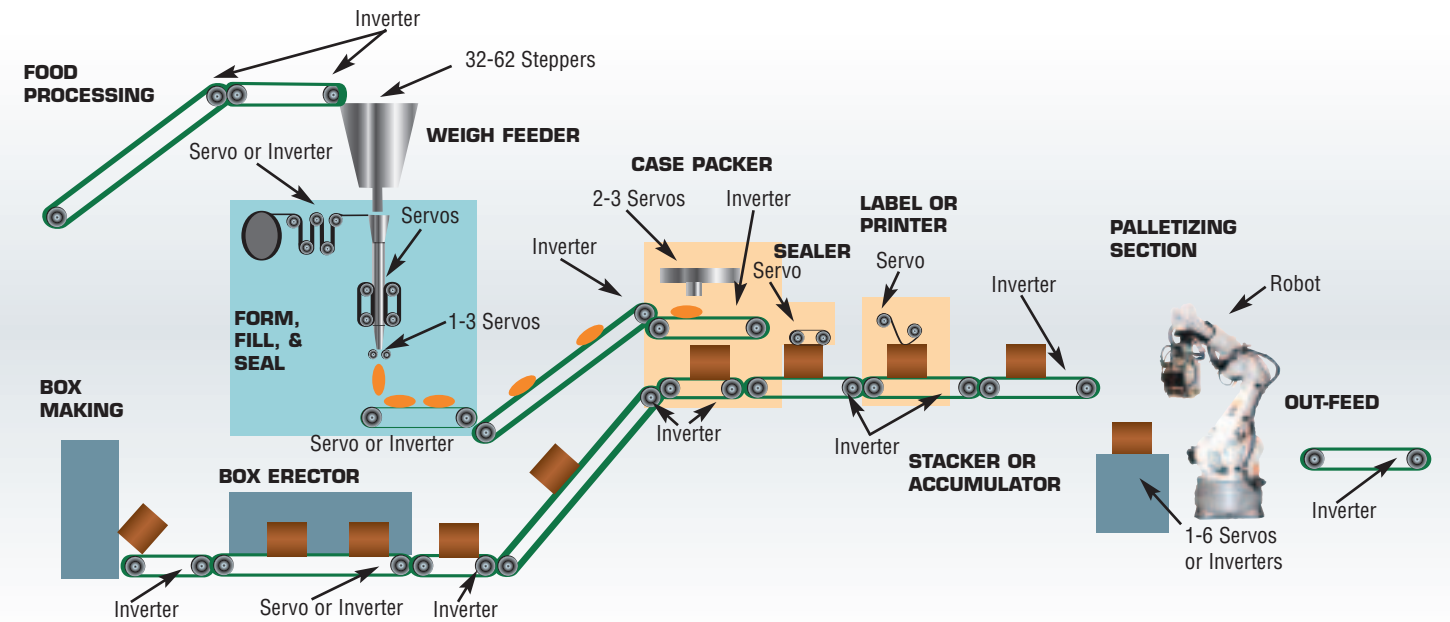 Inverter
32-62 Steppers
FOOD
PROCESSING
WEIGH FEEDER
Servo or Inverter
Servos
FORM,
FILL, &
SEAL
1-3 Servos
Servo or Inverter
CASE PACKER
2-3 Servos
Inverter
Inverter
SEALER
Servo
LABEL OR
PRINTER
Servo
Inverter
PALLETIZING
SECTION
Robot
BOX
MAKING
BOX ERECTOR
Inverter
Inverter
STACKER OR
ACCUMULATOR
OUT-FEED
Inverter
1-6 Servos
or Inverters
Inverter
Servo or Inverter
Inverter